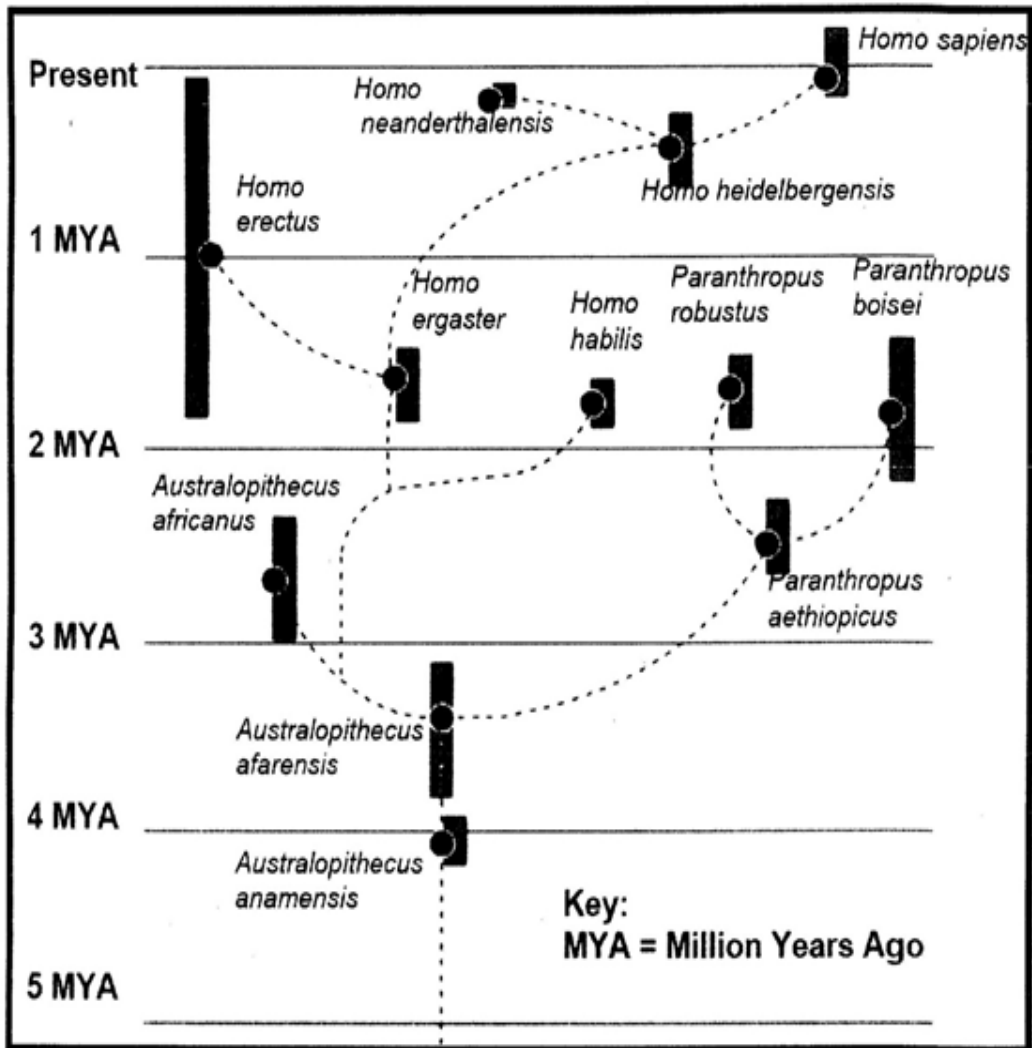 Homo sapiens
Present
Homo
neanderthalensis
Homo
erectus
Homo heidelbergensis
1 MYA
Homo
ergaster
Homo
habilis
Paranthropus
robustus
Paranthropus
boisei
2 MYA
Australopithecus
africanus
Paranthropus
aethiopicus
3 MYA
Australopithecus
afarensis
4 MYA
Australopithecus
anamensis
Key:
MYA = Million Years Ago
5 MYA